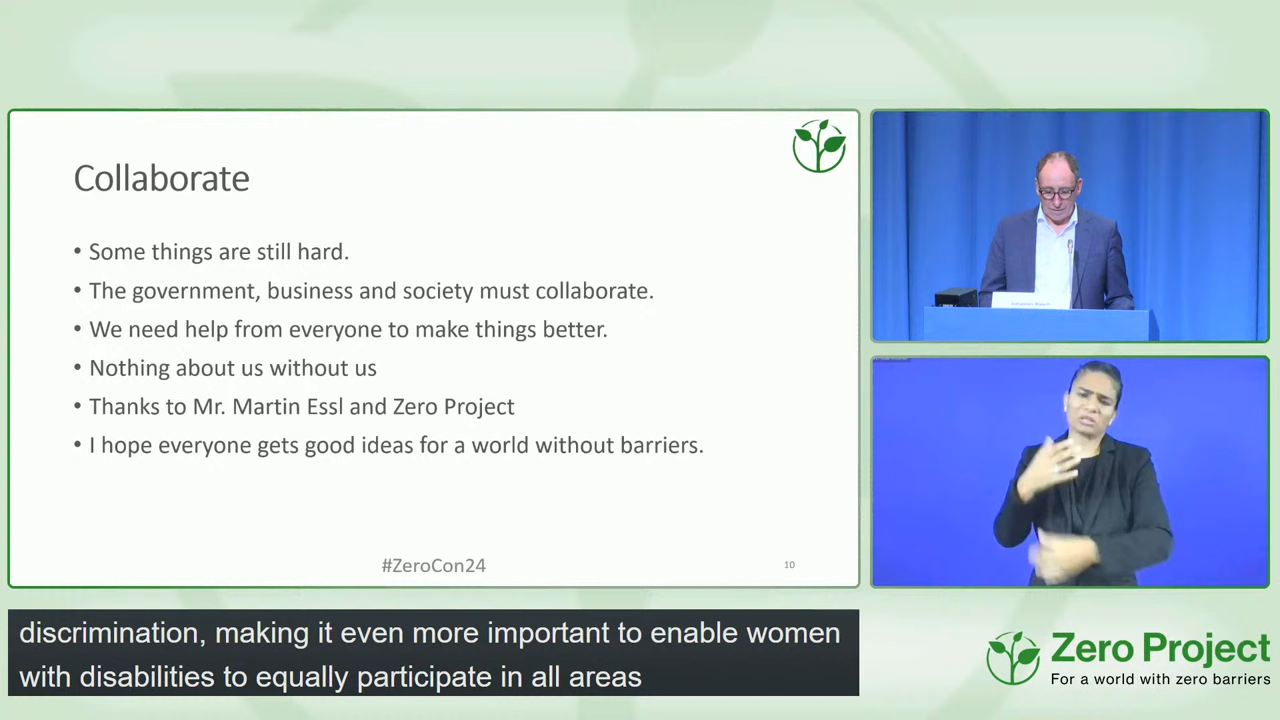 Collaborate
• Some things are still hard.
• The government, business and society must collaborate.
• We need help from everyone to make things better.
• Nothing about us without us
• Thanks to Mr. Martin Essl and Zero Project
• I hope everyone gets good ideas for a world without barriers.
#ZeroCon24
10
discrimination, making it even more important to enable women
with disabilities to equally participate in all areas
Zero Project
For a world with zero barriers